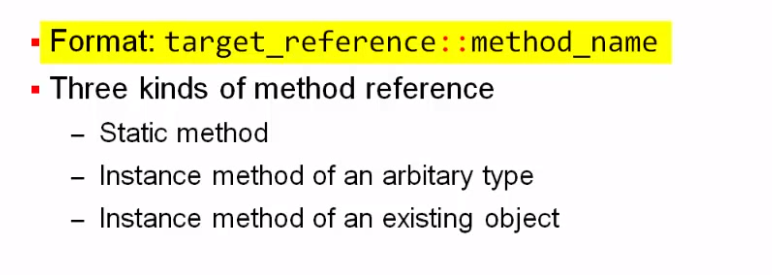 ▪ Format: target_reference::method_name
▪ Three kinds of method reference
– Static method
– Instance method of an arbitary type
– Instance method of an existing object